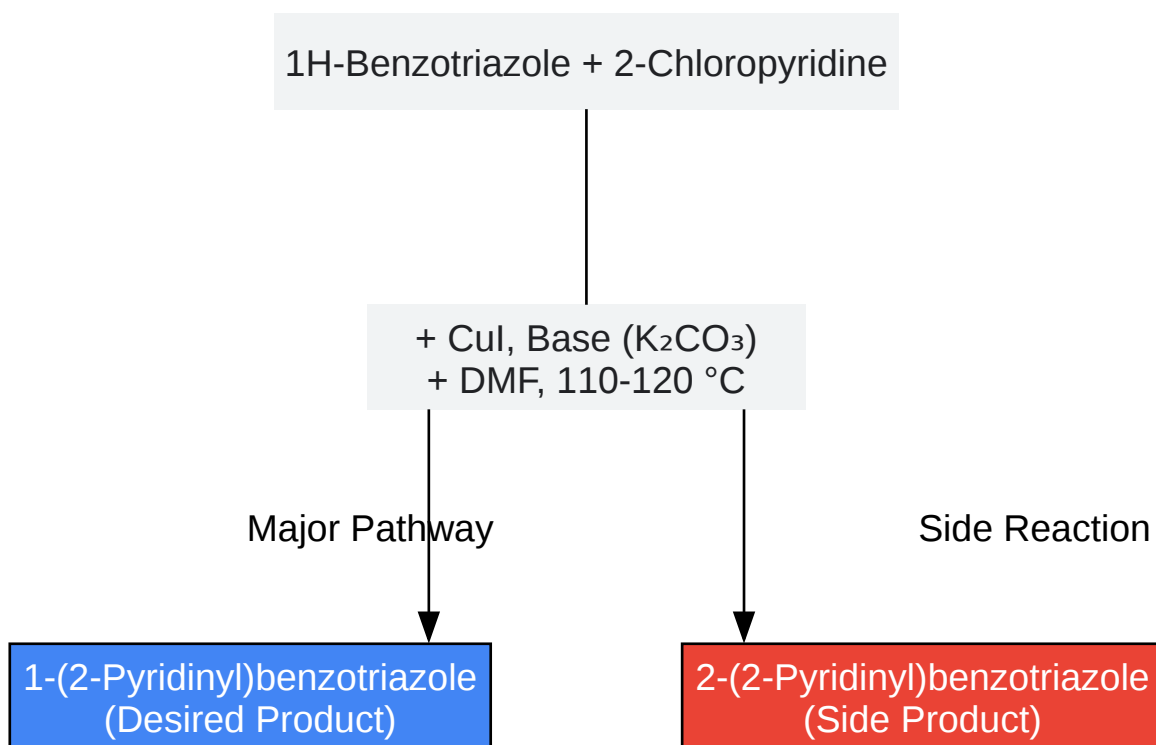 1H-Benzotriazole + 2-Chloropyridine
+ CuI, Base (K₂CO₃)
+ DMF, 110-120 °C
Major Pathway
Side Reaction
1-(2-Pyridinyl)benzotriazole
(Desired Product)
2-(2-Pyridinyl)benzotriazole
(Side Product)